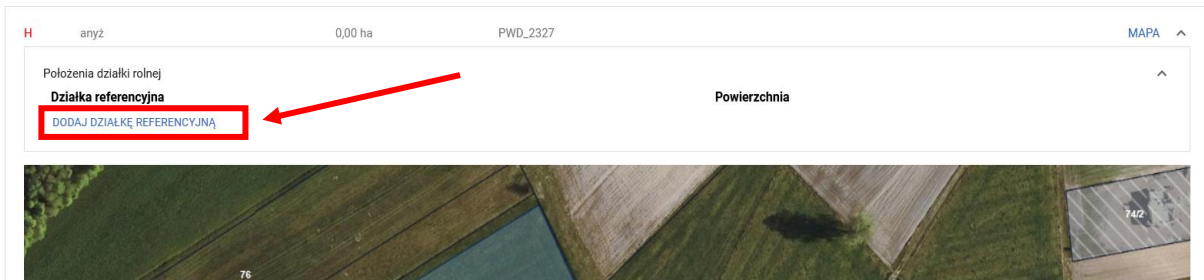 H anyż 0,00 ha PWD_2327 MAPA
Położenia działki rolnej
Działka referencyjna Powierzchnia
DODAJ DZIAŁKĘ REFERENCYJNĄ
74/2
76